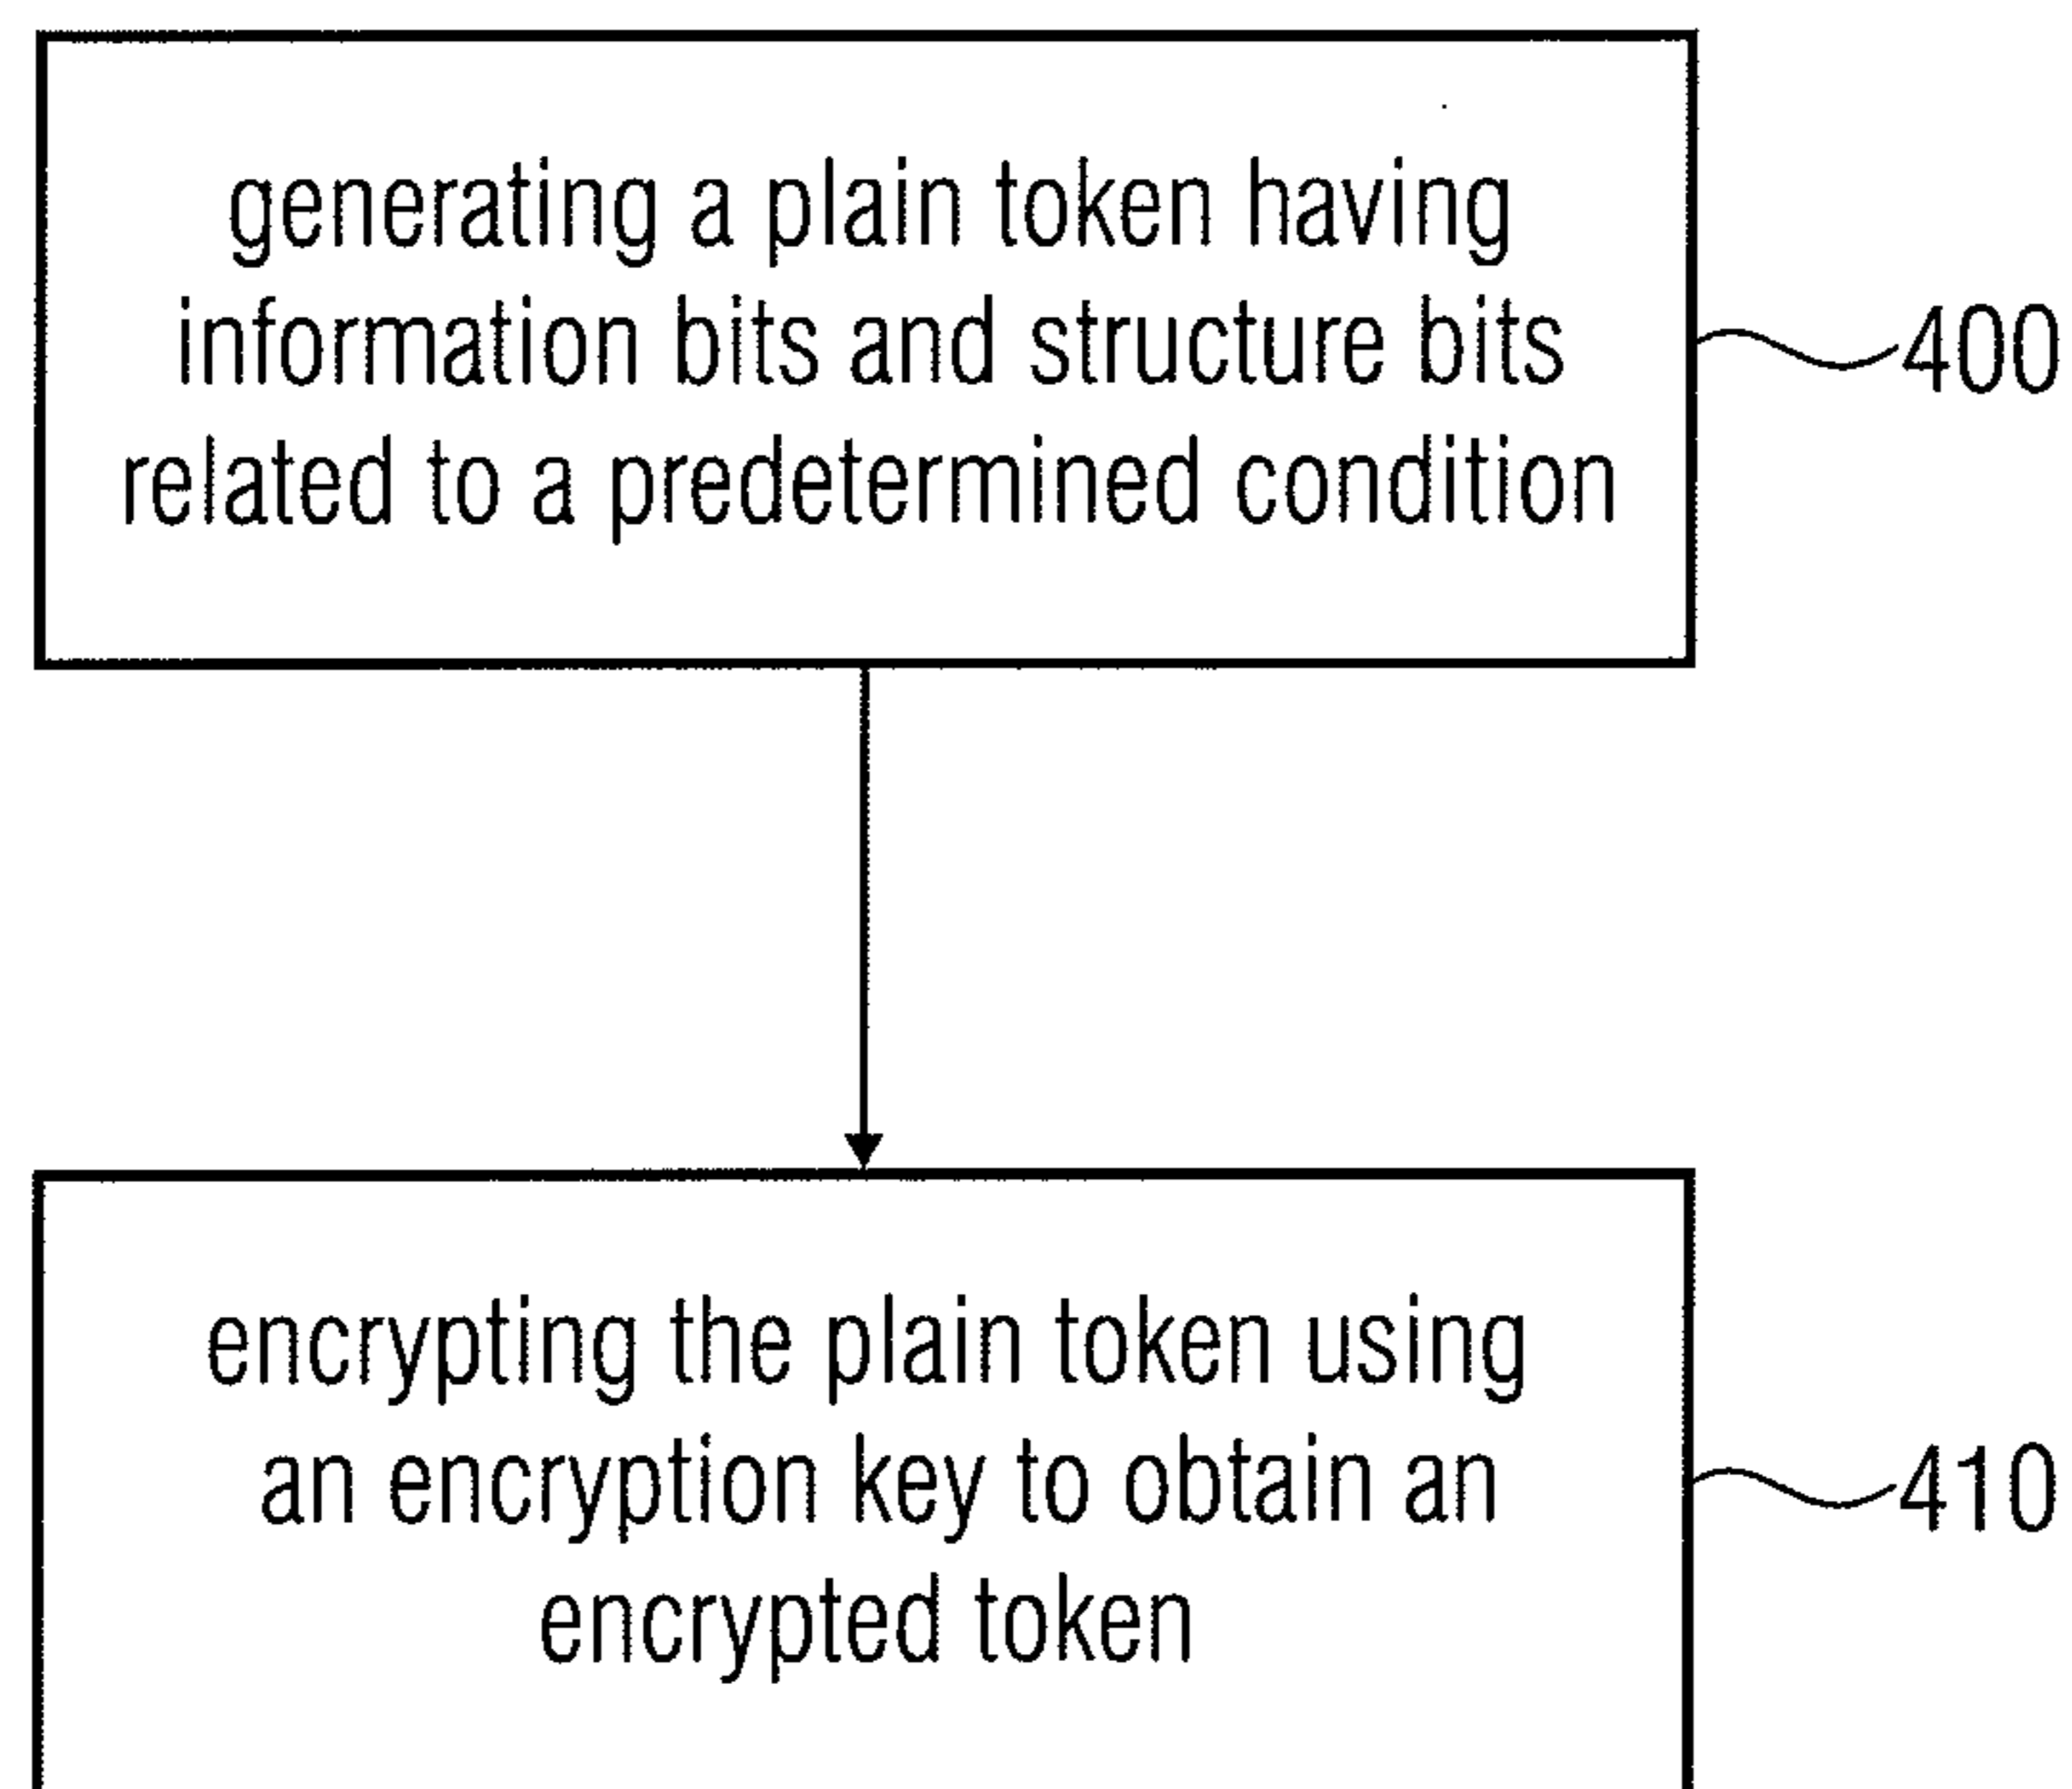 generating a plain token having
information bits and structure bits
related to a predetermined condition
400
encrypting the plain token using
an encryption key to obtain an
encrypted token
410